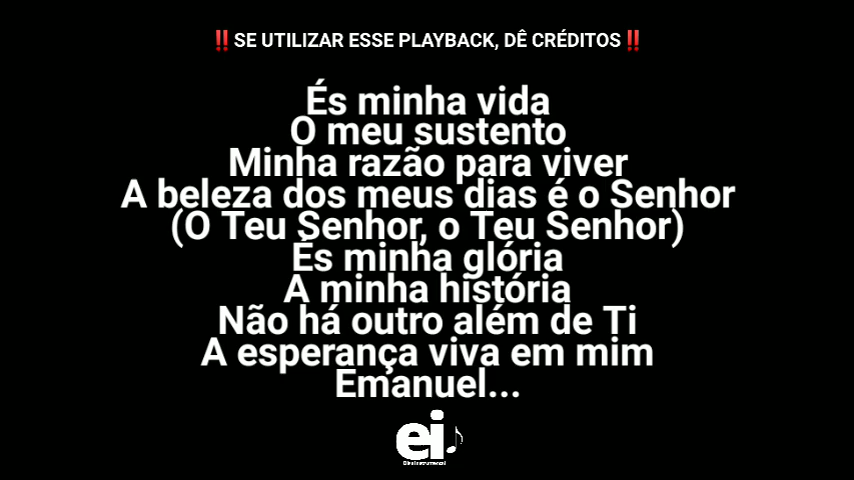 ‼️SE UTILIZAR ESSE PLAYBACK, DÊ CRÉDITOS‼️
És minha vida
O meu sustento
Minha razão para viver
A beleza dos meus dias é o Senhor
(O Teu Senhor, o Teu Senhor)
És minha glória
A minha história
Não há outro além de Ti
A esperança viva em mim
Emanuel...
ei